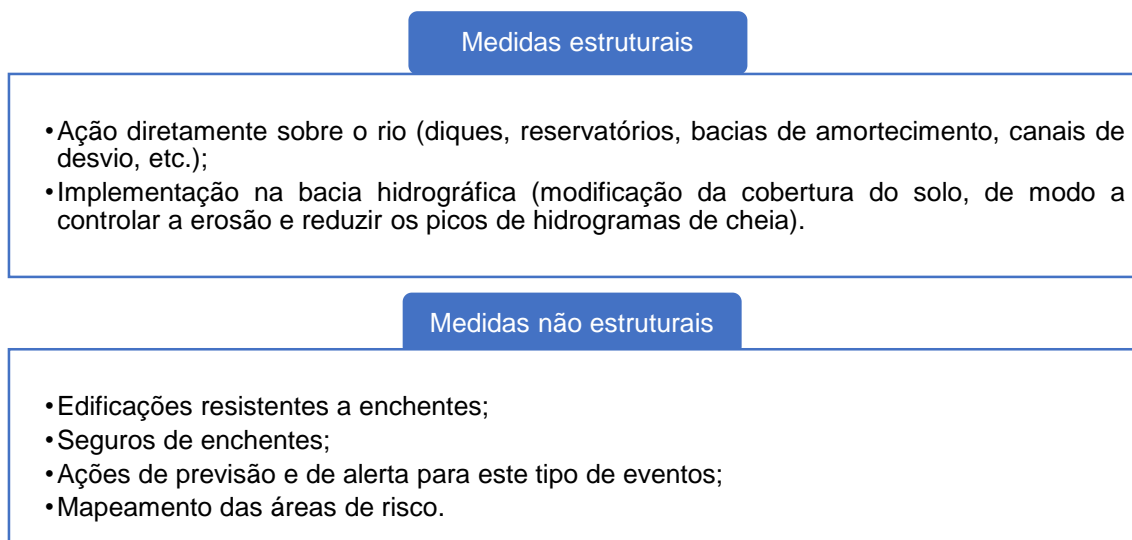 Medidas estruturais
•Ação diretamente sobre o rio (diques, reservatórios, bacias de amortecimento, canais de
desvio, etc.);
•Implementação na bacia hidrográfica (modificação da cobertura do solo, de modo a
controlar a erosão e reduzir os picos de hidrogramas de cheia).
Medidas não estruturais
•Edificações resistentes a enchentes;
•Seguros de enchentes;
•Ações de previsão e de alerta para este tipo de eventos;
•Mapeamento das áreas de risco.